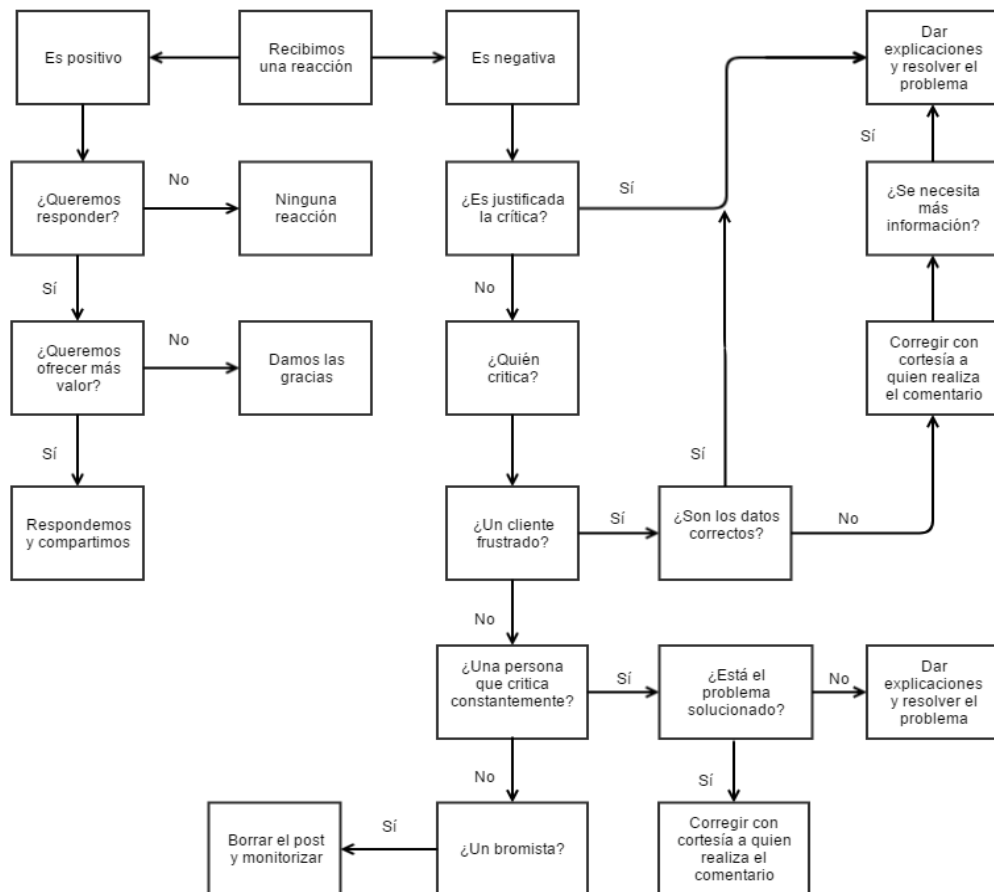 Es positivo
Recibimos
una reacción
Es negativa
Dar
explicaciones
y resolver el
problema
Sí
No
Sí
¿Queremos
responder?
Ninguna
reacción
¿Es justificada
la crítica?
¿Se necesita
más
información?
Sí
No
¿Queremos
ofrecer más
valor?
No
Damos las
gracias
¿Quién
critica?
Corregir con
cortesía a
quien realiza
el comentario
Sí
Sí
Respondemos
y compartimos
¿Un cliente
frustrado?
Sí
¿Son los datos
correctos?
No
No
¿Una persona
que critica
constantemente?
Sí
¿Está el
problema
solucionado?
No
Dar
explicaciones
y resolver el
problema
No
Sí
Borrar el post
y monitorizar
Sí
¿Un bromista?
Corregir con
cortesía a quien
realiza el
comentario